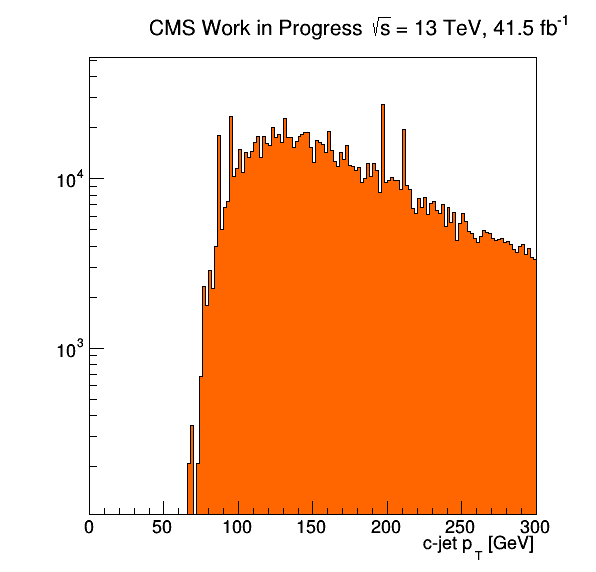 CMS Work in Progress √s = 13 TeV, 41.5 fb⁻¹
10⁴
10³
0 50 100 150 200 250 300
c-jet p_T [GeV]